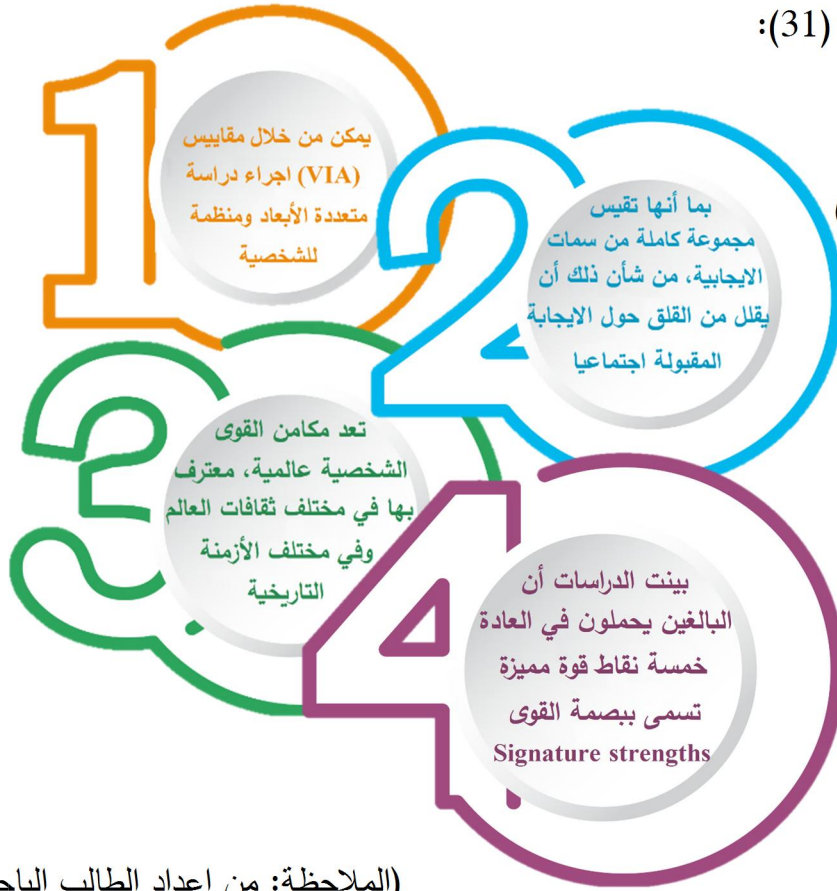 (31):
يمكن من خلال مقاييس
(VIA) اجراء دراسة
متعددة الأبعاد ومنظمة
للشخصية
بما أنها تقيس
مجموعة كاملة من سمات
الايجابية، من شأن ذلك أن
يقلل من القلق حول الايجابة
المقبولة اجتماعيا
تعد مكامن القوى
الشخصية عالمية، معترف
بها في مختلف ثقافات العالم
وفي مختلف الأزمنة
التاريخية
بينت الدراسات أن
البالغين يحملون في العادة
خمسة نقاط قوة مميزة
تسمى ببصمة القوى
Signature strengths
(الملاحظة: من اعداد الطالب